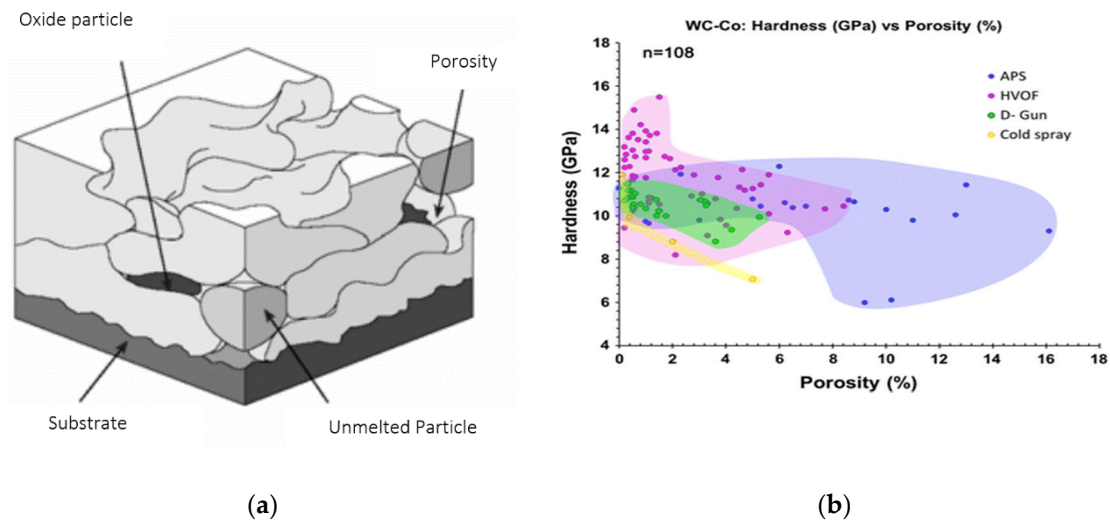 Oxide particle
Porosity
Substrate
Unmelted Particle
(a)
WC-Co: Hardness (GPa) vs Porosity (%)
n=108
APS
HVOF
D- Gun
Cold spray
Hardness (GPa)
18
16
14
12
10
8
6
4
0 2 4 6 8 10 12 14 16 18
Porosity (%)
(b)